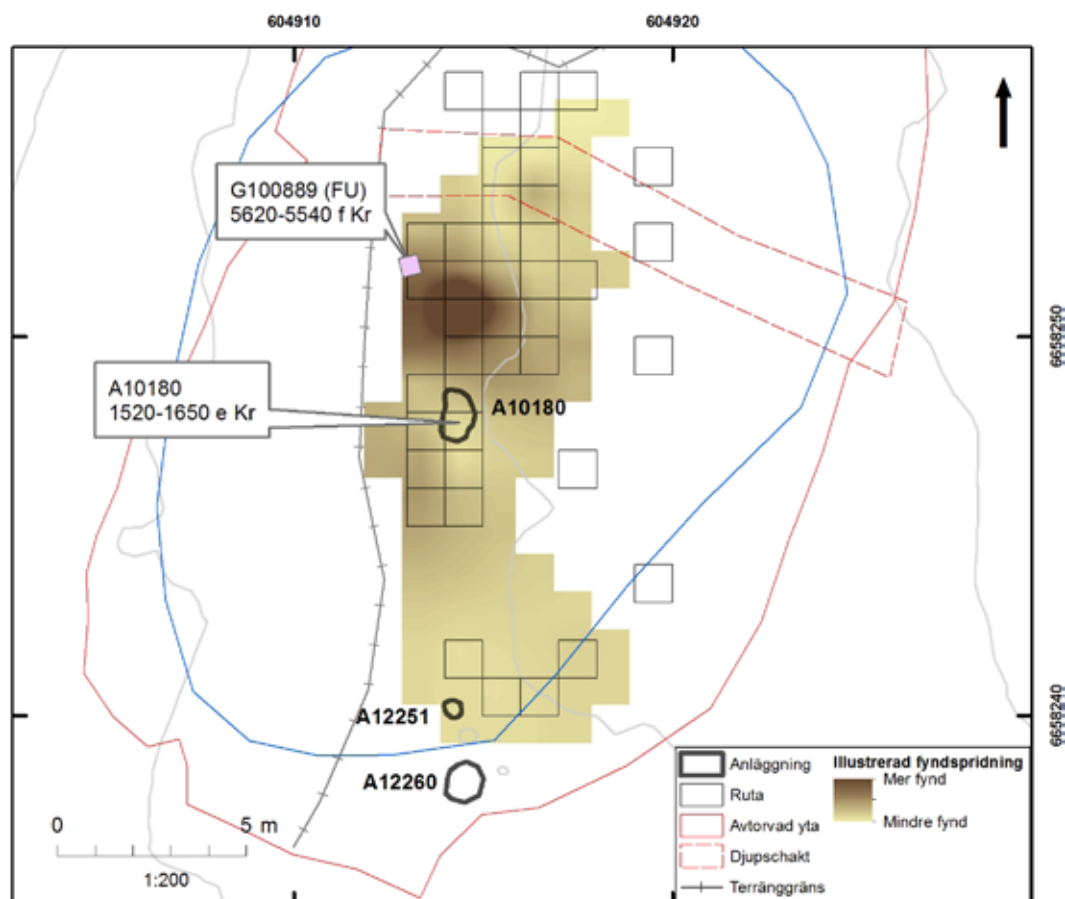 604910
604920
G100889 (FU)
5620-5540 f Kr
6658250
A10180
1520-1650 e Kr
A10180
A12251
6658240
A12260
0 5 m
1:200
Anläggning
Ruta
Avtorvad yta
Djupschakt
Terränggräns
Illustrerad fyndspridning
Mer fynd
Mindre fynd